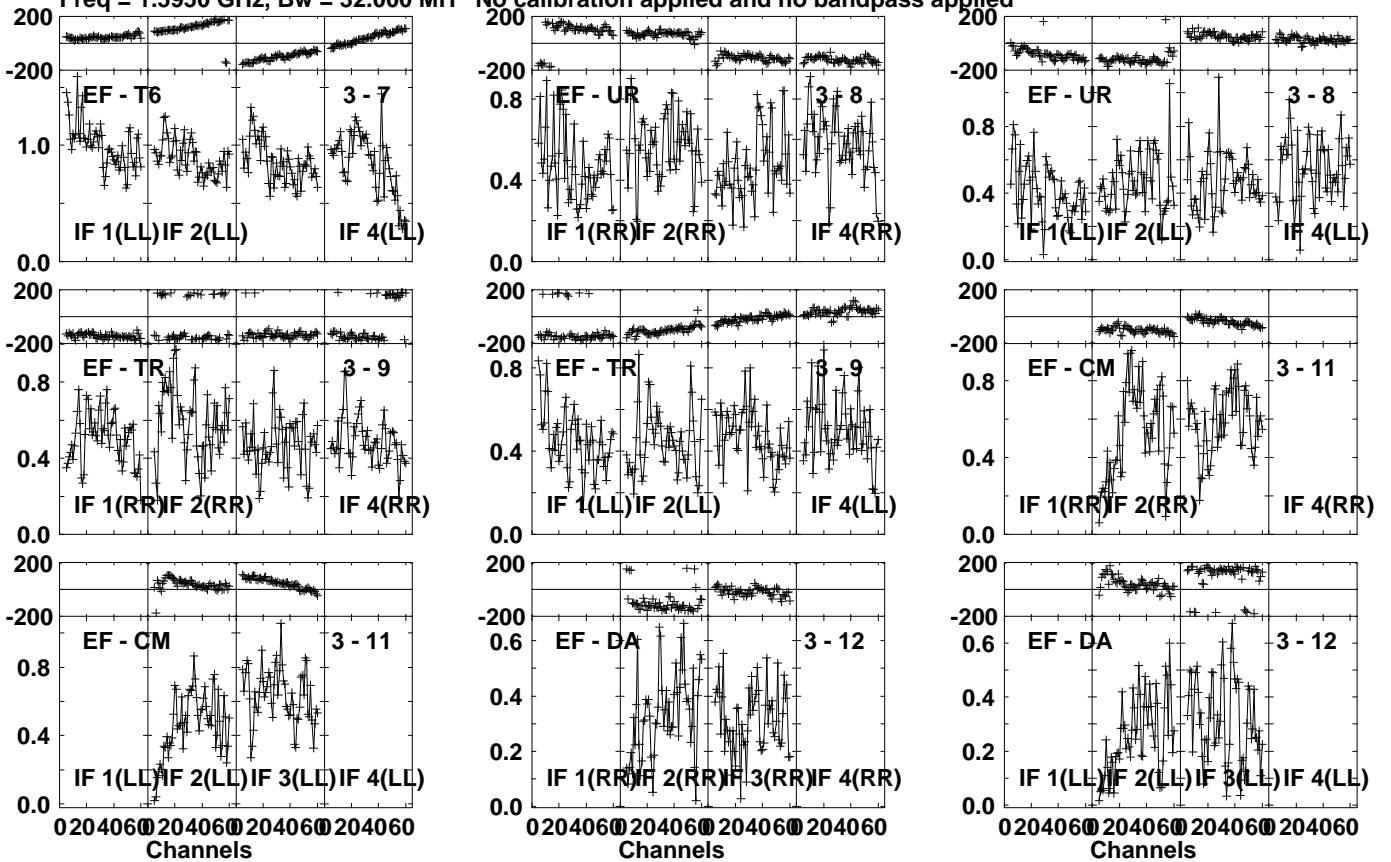 Freq = 1.5950 GHz, Bw = 32.000 MH No calibration applied and no bandpass applied
200
-200
EF - T6 3 - 7
1.0
0.0
IF 1(LL) IF 2(LL) IF 4(LL)
200
-200
EF - UR 3 - 8
0.8
0.4
0.0
IF 1(RR) IF 2(RR) IF 4(RR)
200
-200
EF - UR 3 - 8
0.8
0.4
0.0
IF 1(LL) IF 2(LL) IF 4(LL)
200
-200
EF - TR 3 - 9
0.8
0.4
0.0
IF 1(RR) IF 2(RR) IF 4(RR)
200
-200
EF - TR 3 - 9
0.8
0.4
0.0
IF 1(LL) IF 2(LL) IF 4(LL)
200
-200
EF - CM 3 - 11
0.8
0.4
0.0
IF 1(RR) IF 2(RR) IF 4(RR)
200
-200
EF - CM 3 - 11
0.8
0.4
0.0
IF 1(LL) IF 2(LL) IF 3(LL) IF 4(LL)
0 20 40 60 0 20 40 60 0 20 40 60 0 20 40 60
Channels
200
-200
EF - DA 3 - 12
0.6
0.4
0.2
0.0
IF 1(RR) IF 2(RR) IF 3(RR) IF 4(RR)
0 20 40 60 0 20 40 60 0 20 40 60 0 20 40 60
Channels
200
-200
EF - DA 3 - 12
0.6
0.4
0.2
0.0
IF 1(LL) IF 2(LL) IF 3(LL) IF 4(LL)
0 20 40 60 0 20 40 60 0 20 40 60 0 20 40 60
Channels